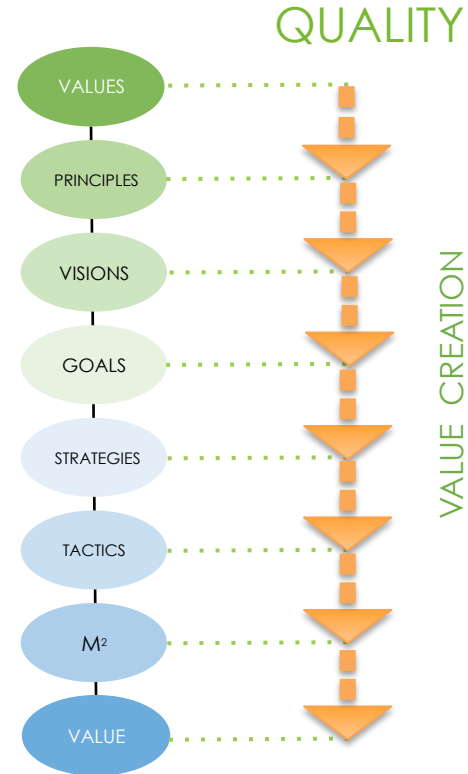 QUALITY
VALUES
PRINCIPLES
VISIONS
GOALS
STRATEGIES
TACTICS
M²
VALUE
VALUE CREATION